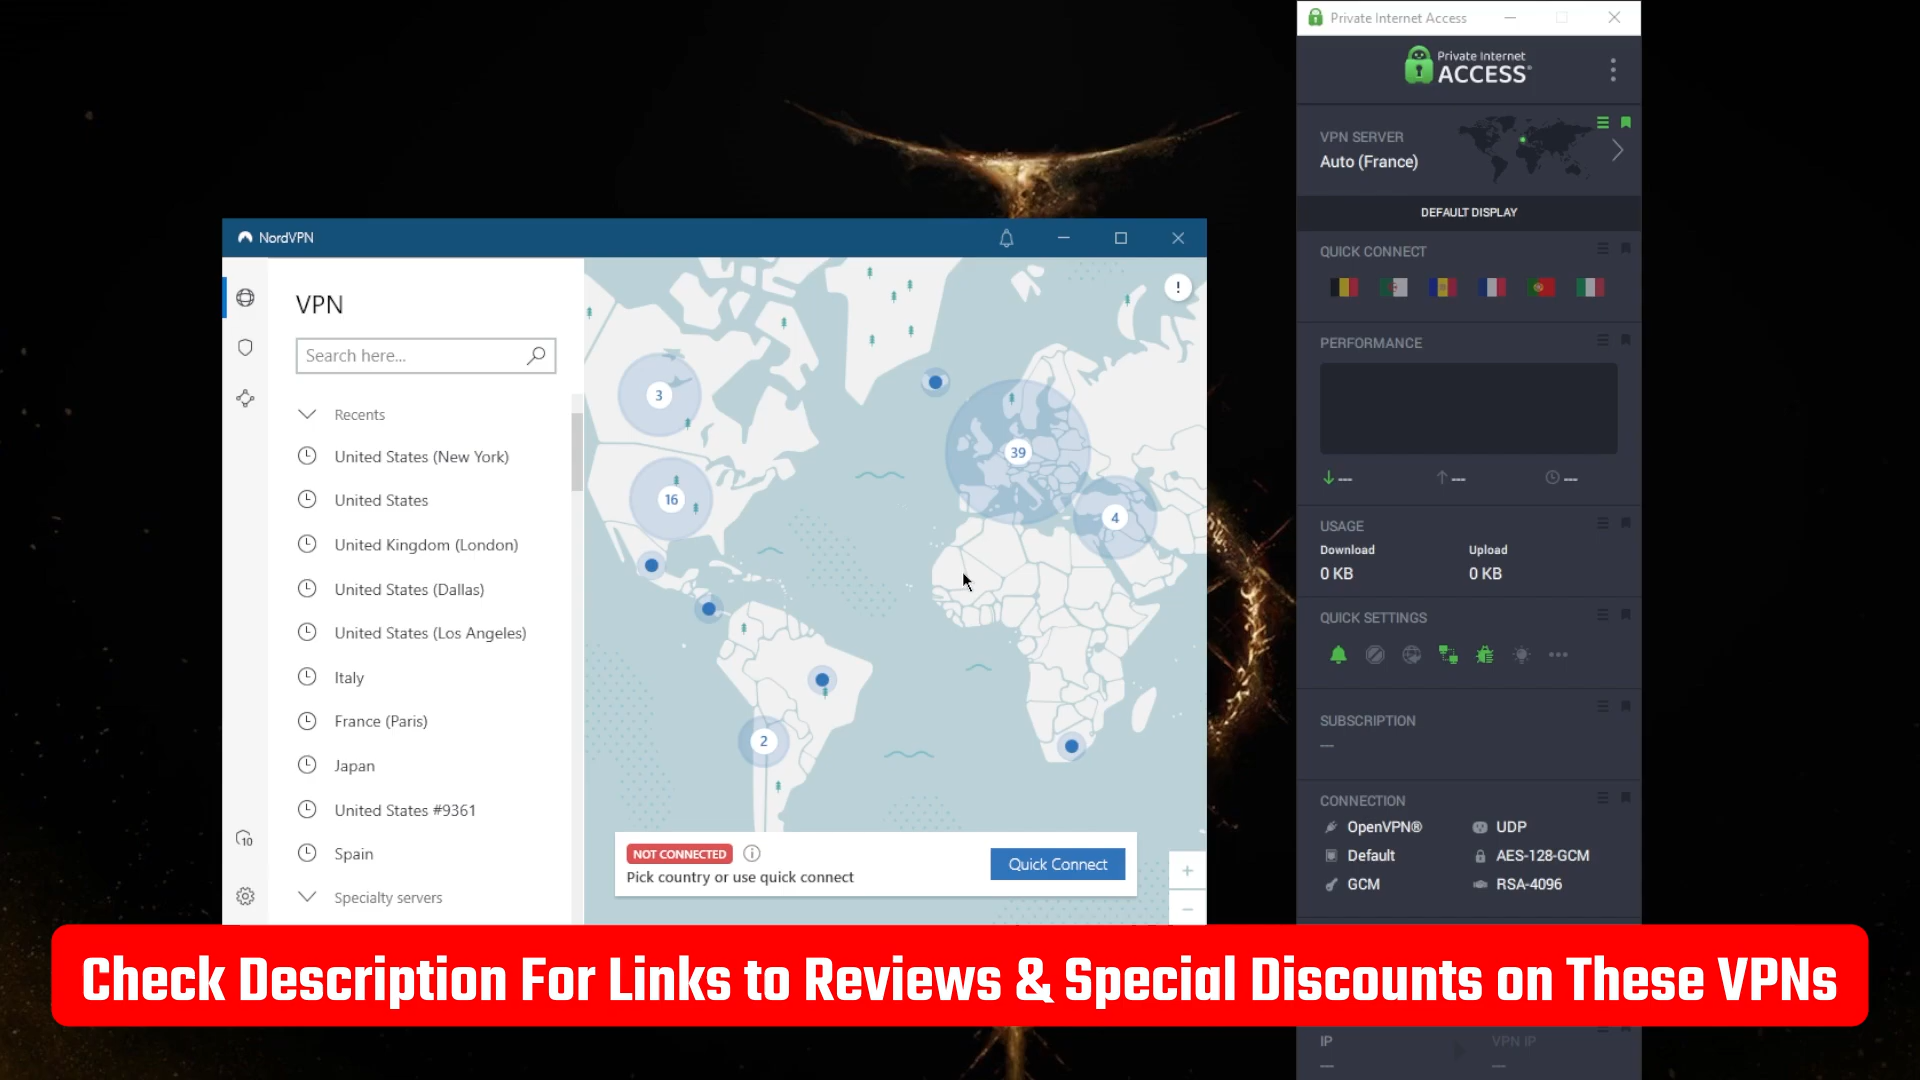 NordVPN
VPN
Search here...
Recents
United States (New York)
United States
United Kingdom (London)
United States (Dallas)
United States (Los Angeles)
Italy
France (Paris)
Japan
United States #9361
Spain
Specialty servers
10
!
3
16
39
4
2
NOT CONNECTED
Pick country or use quick connect
Quick Connect
+
−
Private Internet Access
Private Internet
ACCESS®
VPN SERVER
Auto (France)
DEFAULT DISPLAY
QUICK CONNECT
PERFORMANCE
--- --- ---
USAGE
Download Upload
0 KB 0 KB
QUICK SETTINGS
SUBSCRIPTION
---
CONNECTION
OpenVPN® UDP
Default AES-128-GCM
GCM RSA-4096
Check Description For Links to Reviews & Special Discounts on These VPNs
IP VPN IP
--- ---